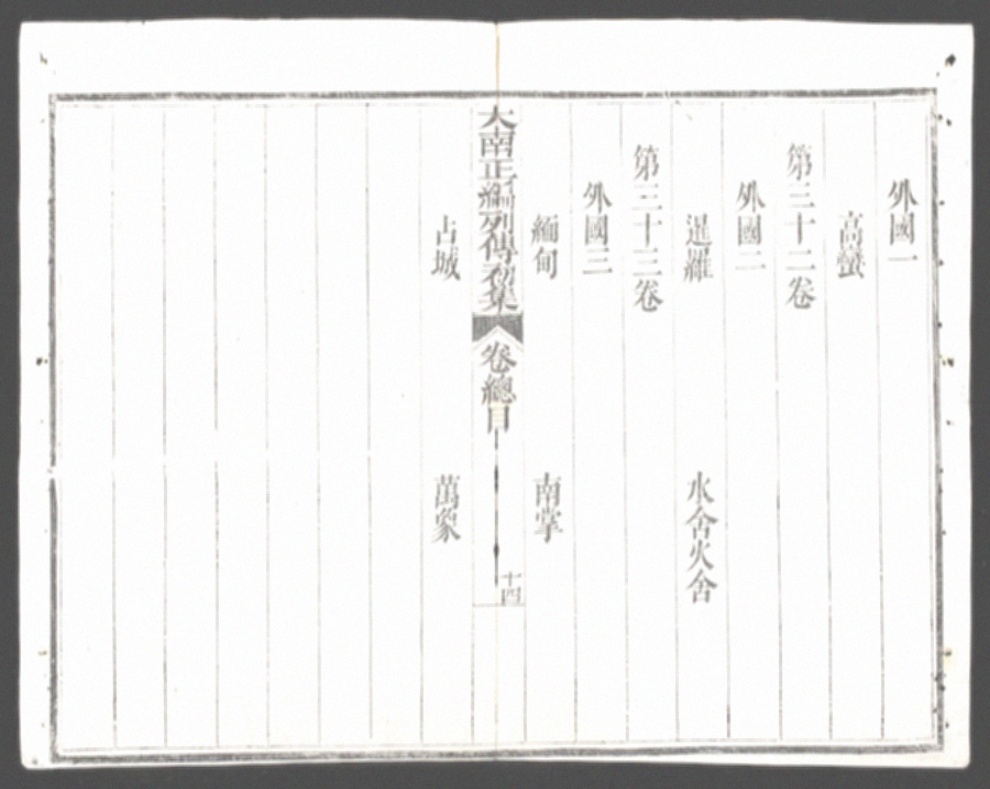 外國一
高蠻
第三十二卷
外國二
暹羅 水舍火舍
第三十三卷
外國三
緬甸 南掌
大南正編列傳初集 卷總目 十四
占城 萬象